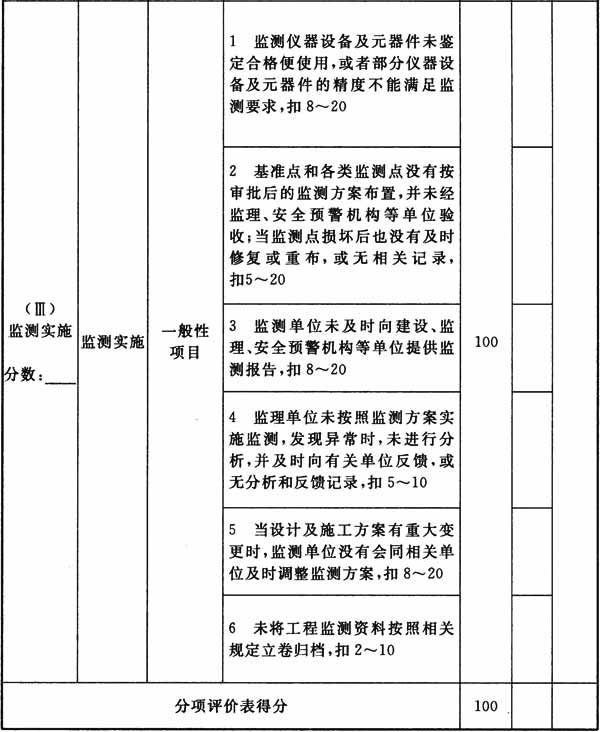 (Ⅲ)
监测实施
分数:____
监测实施
一般性
项目
1 监测仪器设备及元器件未鉴
定合格便使用,或者部分仪器设
备及元器件的精度不能满足监
测要求,扣 8～20
2 基准点和各类监测点没有按
审批后的监测方案布置,并未经
监理、安全预警机构等单位验
收;当监测点损坏后也没有及时
修复或重布,或无相关记录,
扣5～20
3 监测单位未及时向建设、监
理、安全预警机构等单位提供监
测报告,扣 8～20
4 监理单位未按照监测方案实
施监测,发现异常时,未进行分
析,并及时向有关单位反馈,或
无分析和反馈记录,扣 5～10
5 当设计及施工方案有重大变
更时,监测单位没有会同相关单
位及时调整监测方案,扣 8～20
6 未将工程监测资料按照相关
规定立卷归档,扣 2～10
100
分项评价表得分
100